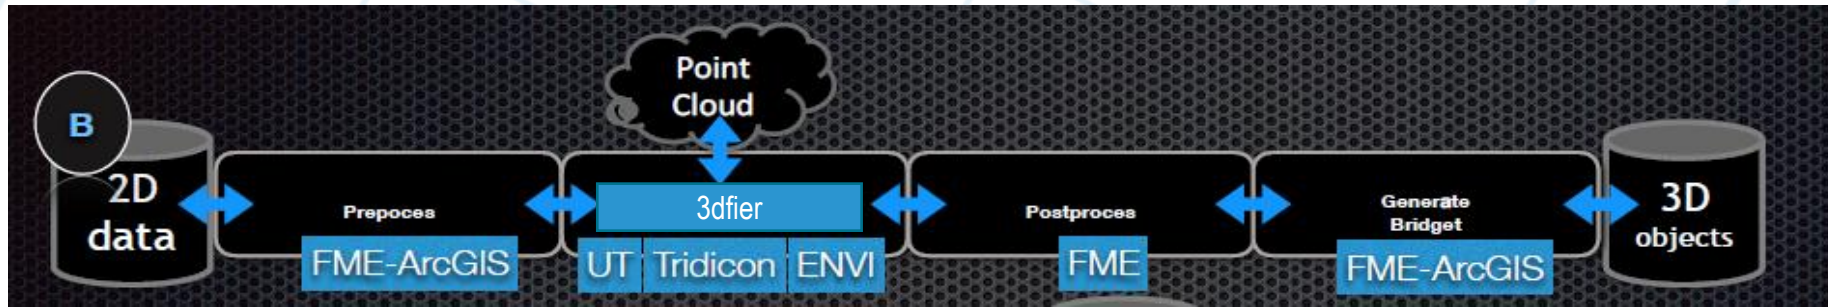 B
2D
data
Prepoces
FME-ArcGIS
Point
Cloud
3dfier
UT
Tridicon
ENVI
Postproces
FME
Generate
Bridget
FME-ArcGIS
3D
objects